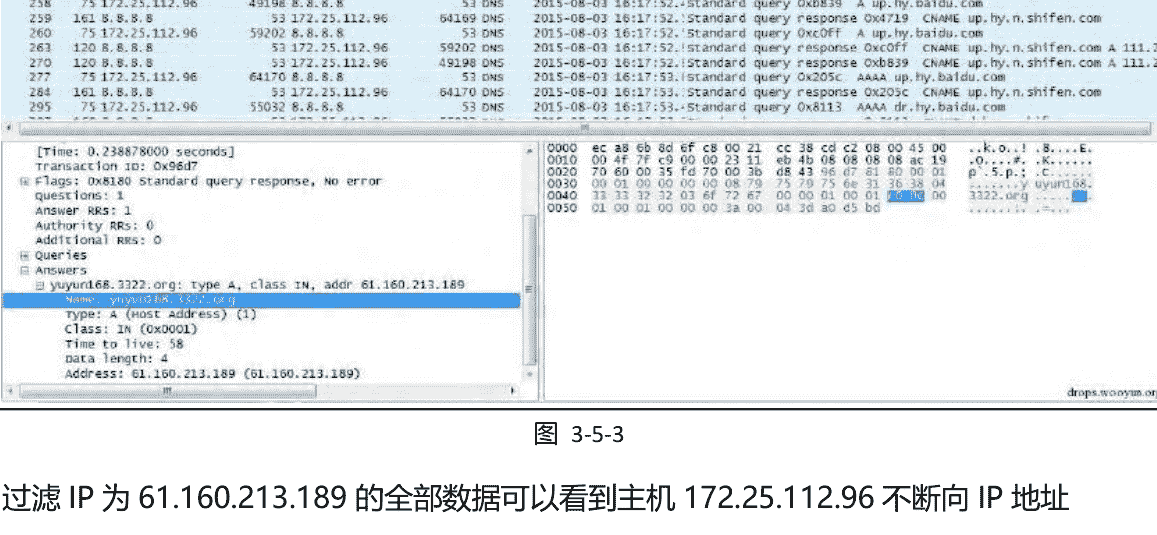 258 75 172.25.112.96 49198 8.8.8.8 53 DNS 2015-08-03 16:17:52. Standard query 0xb839 A up.hy.baidu.com
259 161 8.8.8.8 53 172.25.112.96 64169 DNS 2015-08-03 16:17:52. Standard query response 0x4719 CNAME up.hy.n.shifen.com
260 75 172.25.112.96 59202 8.8.8.8 53 DNS 2015-08-03 16:17:52. Standard query 0xc0ff A up.hy.baidu.com
263 120 8.8.8.8 53 172.25.112.96 59202 DNS 2015-08-03 16:17:52. Standard query response 0xc0ff CNAME up.hy.n.shifen.com A 111.
270 120 8.8.8.8 53 172.25.112.96 49198 DNS 2015-08-03 16:17:53. Standard query response 0xb839 CNAME up.hy.n.shifen.com A 111.
277 75 172.25.112.96 64170 8.8.8.8 53 DNS 2015-08-03 16:17:53. Standard query 0x205c AAAA up.hy.baidu.com
284 161 8.8.8.8 53 172.25.112.96 64170 DNS 2015-08-03 16:17:53. Standard query response 0x205c CNAME up.hy.n.shifen.com
295 75 172.25.112.96 55032 8.8.8.8 53 DNS 2015-08-03 16:17:53. Standard query 0x8113 AAAA dr.hy.baidu.com
[Time: 0.238878000 seconds]
Transaction ID: 0x96d7
Flags: 0x8180 Standard query response, No error
Questions: 1
Answer RRs: 1
Authority RRs: 0
Additional RRs: 0
Queries
Answers
yuyun168.3322.org: type A, class IN, addr 61.160.213.189
Name: yuyun168.3322.org
Type: A (Host Address) (1)
Class: IN (0x0001)
Time to live: 58
Data length: 4
Address: 61.160.213.189 (61.160.213.189)
0000 ec a8 6b 8d 6f c8 00 21 cc 38 cd c2 08 00 45 00 ..k.o..! .8....E.
0010 00 4f 7f c9 00 00 23 11 eb 4b 08 08 08 08 ac 19 .O....#. .K......
0020 70 60 00 35 fd 70 00 3b d8 43 96 d7 81 80 00 01 p`.5.p.; .C......
0030 00 01 00 00 00 00 08 79 75 79 75 6e 31 36 38 04 .......y uyun168.
0040 33 33 32 32 03 6f 72 67 00 00 01 00 01 00 3322.org
0050 01 00 01 00 00 00 3a 00 04 3d a0 d5 bd ......:. .=...
drops.wooyun.or
图 3-5-3
过滤 IP 为 61.160.213.189 的全部数据可以看到主机 172.25.112.96 不断向 IP 地址